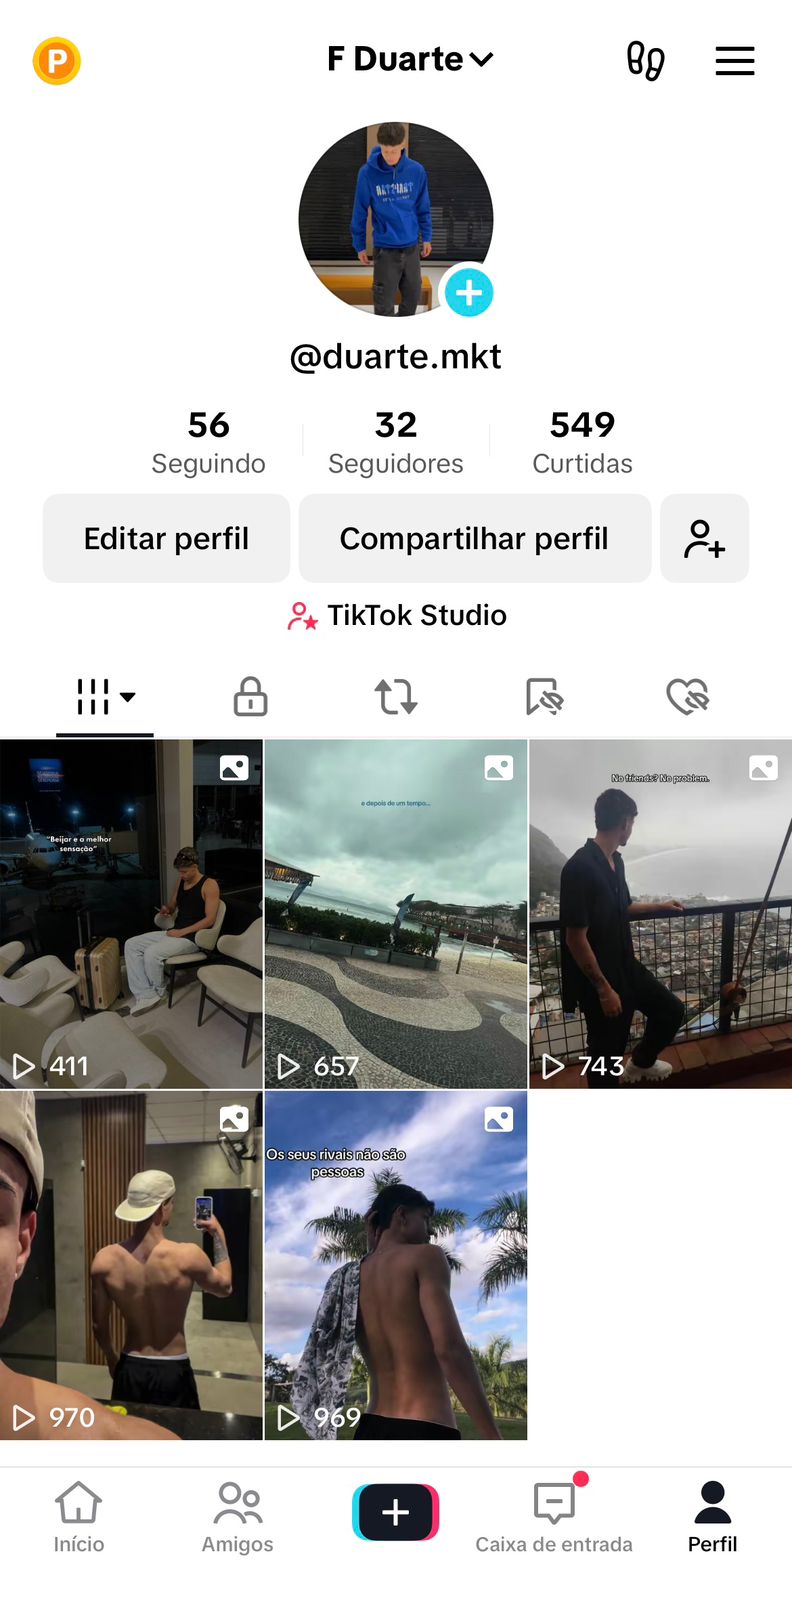 P
F Duarte
@duarte.mkt
56
Seguindo
32
Seguidores
549
Curtidas
Editar perfil
Compartilhar perfil
TikTok Studio
"Beijar e a melhor
sensação"
411
e depois de um tempo...
657
No friends? No problem.
743
970
Os seus rivais não são
pessoas
969
Início
Amigos
Caixa de entrada
Perfil